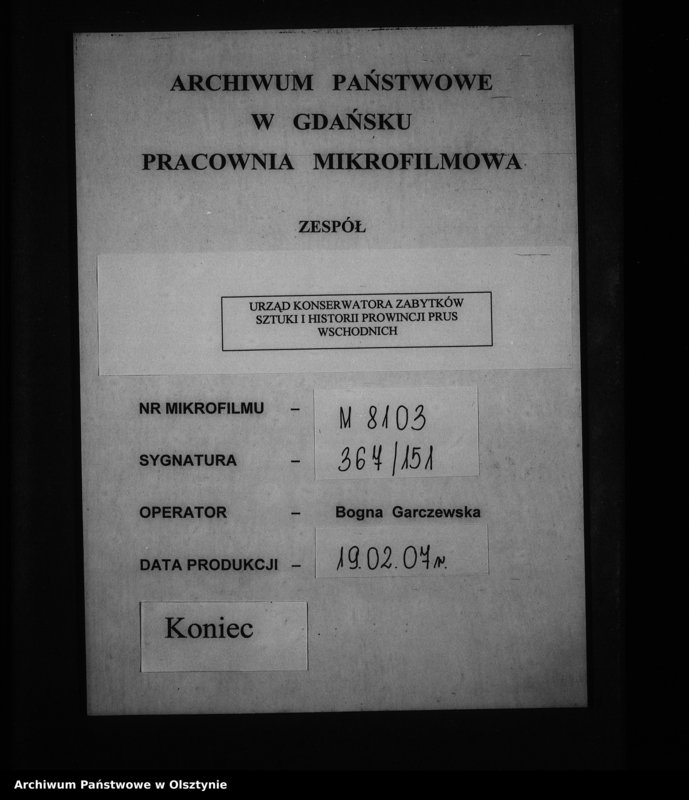 ARCHIWUM PAŃSTWOWE
W GDAŃSKU
PRACOWNIA MIKROFILMOWA
ZESPÓŁ
URZĄD KONSERWATORA ZABYTKÓW
SZTUKI I HISTORII PROWINCJI PRUS
WSCHODNICH
NR MIKROFILMU – M 8103
SYGNATURA – 367/151
OPERATOR – Bogna Garczewska
DATA PRODUKCJI – 19.02.07 r.
Koniec
Archiwum Państwowe w Olsztynie